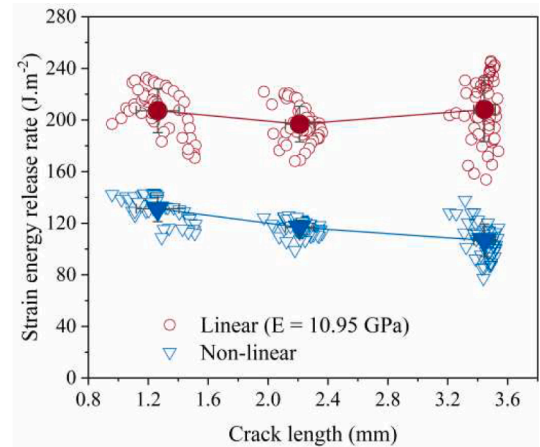 Strain energy release rate (J.m-2)
280
240
200
160
120
80
40
0
Linear (E = 10.95 GPa)
Non-linear
0.8 1.2 1.6 2.0 2.4 2.8 3.2 3.6
Crack length (mm)